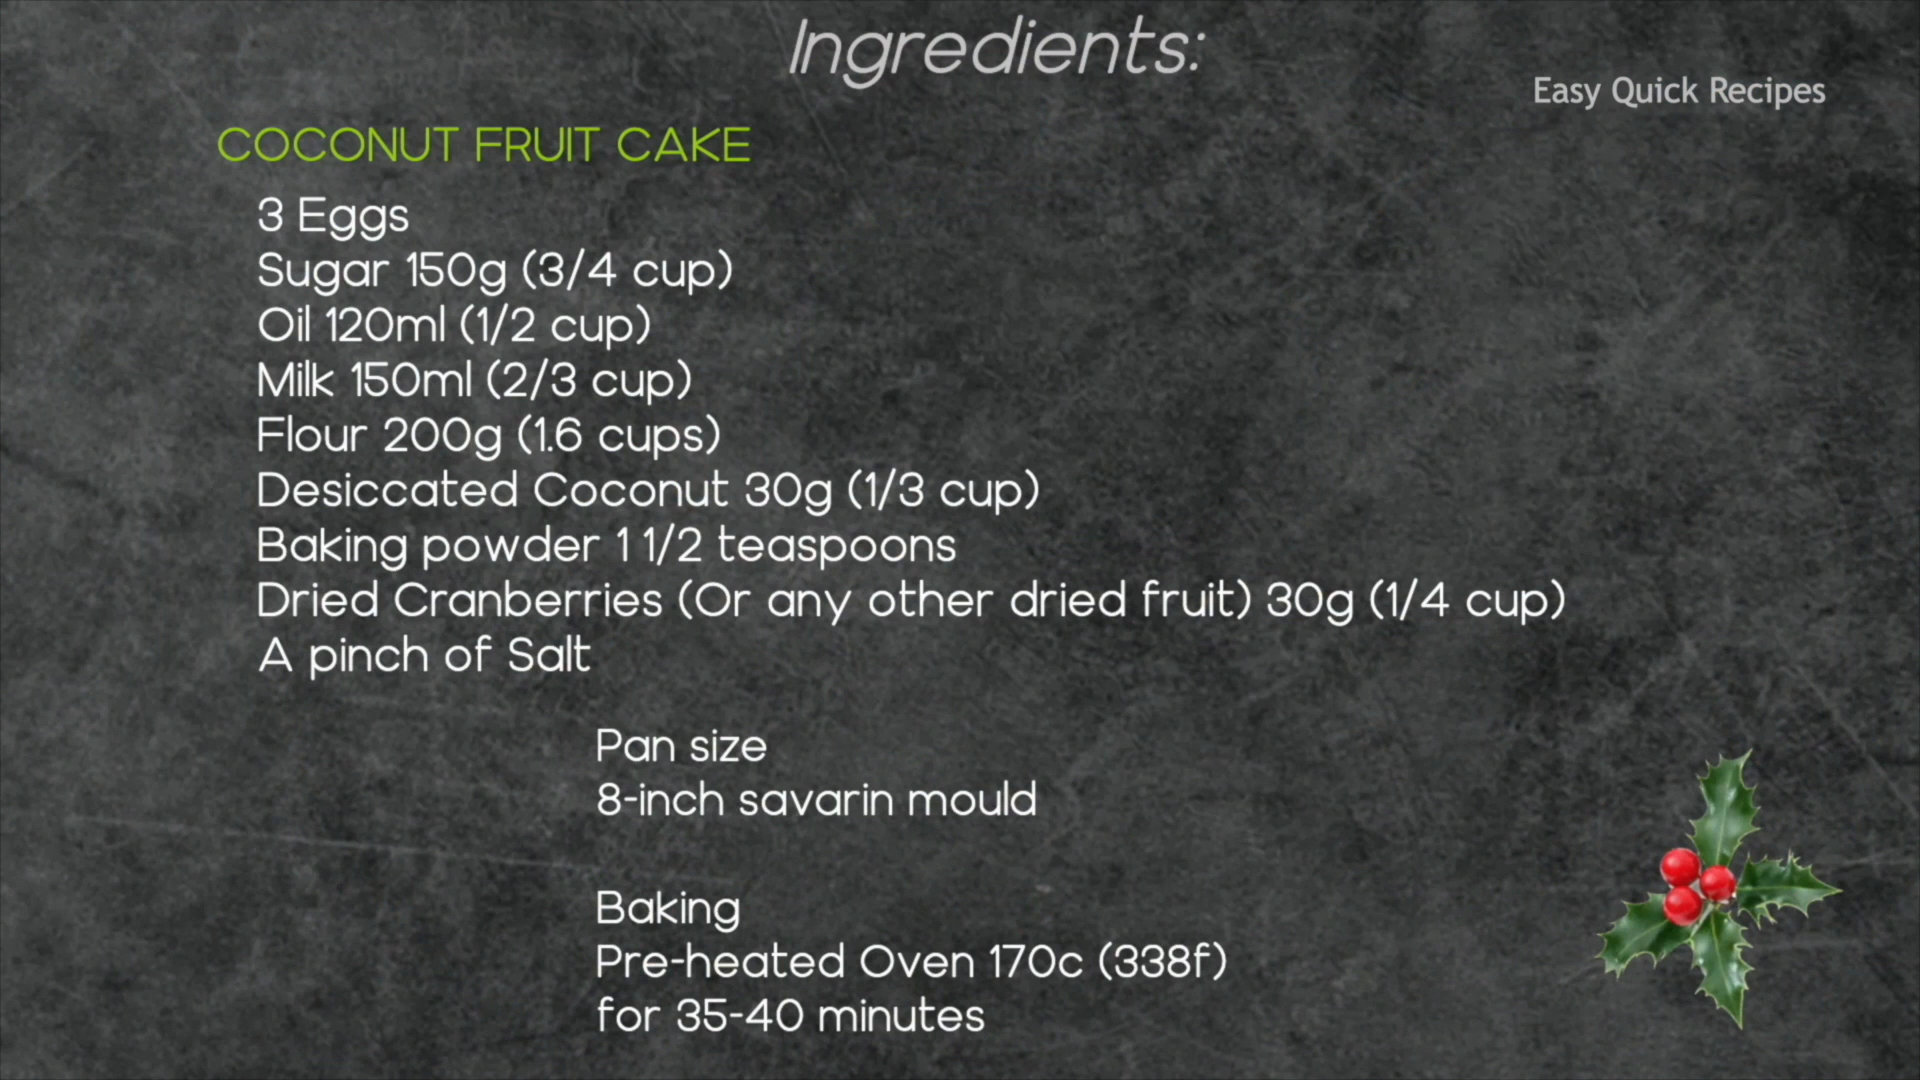 Ingredients:
Easy Quick Recipes
COCONUT FRUIT CAKE
3 Eggs
Sugar 150g (3/4 cup)
Oil 120ml (1/2 cup)
Milk 150ml (2/3 cup)
Flour 200g (1.6 cups)
Desiccated Coconut 30g (1/3 cup)
Baking powder 1 1/2 teaspoons
Dried Cranberries (Or any other dried fruit) 30g (1/4 cup)
A pinch of Salt
Pan size
8-inch savarin mould
Baking
Pre-heated Oven 170c (338f)
for 35-40 minutes